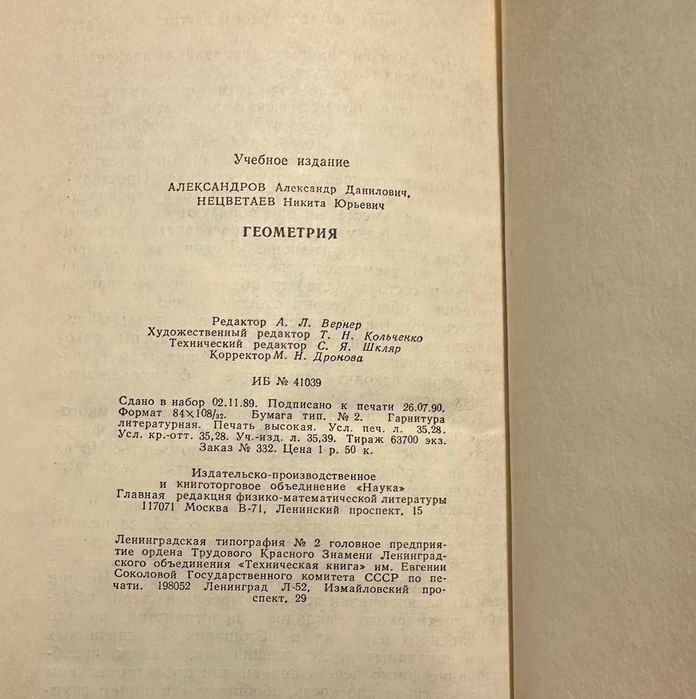 Учебное издание
АЛЕКСАНДРОВ Александр Данилович,
НЕЦВЕТАЕВ Никита Юрьевич
ГЕОМЕТРИЯ
Редактор А. Л. Вернер
Художественный редактор Т. Н. Кольченко
Технический редактор С. Я. Шкляр
Корректор М. Н. Дронова
ИБ № 41039
Сдано в набор 02.11.89. Подписано к печати 26.07.90.
Формат 84×108/32. Бумага тип. № 2. Гарнитура
литературная. Печать высокая. Усл. печ. л. 35,28.
Усл. кр.-отт. 35,28. Уч.-изд. л. 35,39. Тираж 63700 экз.
Заказ № 332. Цена 1 р. 50 к.
Издательско-производственное
и книготорговое объединение «Наука»
Главная редакция физико-математической литературы
117071 Москва В-71, Ленинский проспект, 15
Ленинградская типография № 2 головное предприя-
тие ордена Трудового Красного Знамени Ленинград-
ского объединения «Техническая книга» им. Евгении
Соколовой Государственного комитета СССР по пе-
чати. 198052 Ленинград Л-52, Измайловский про-
спект, 29